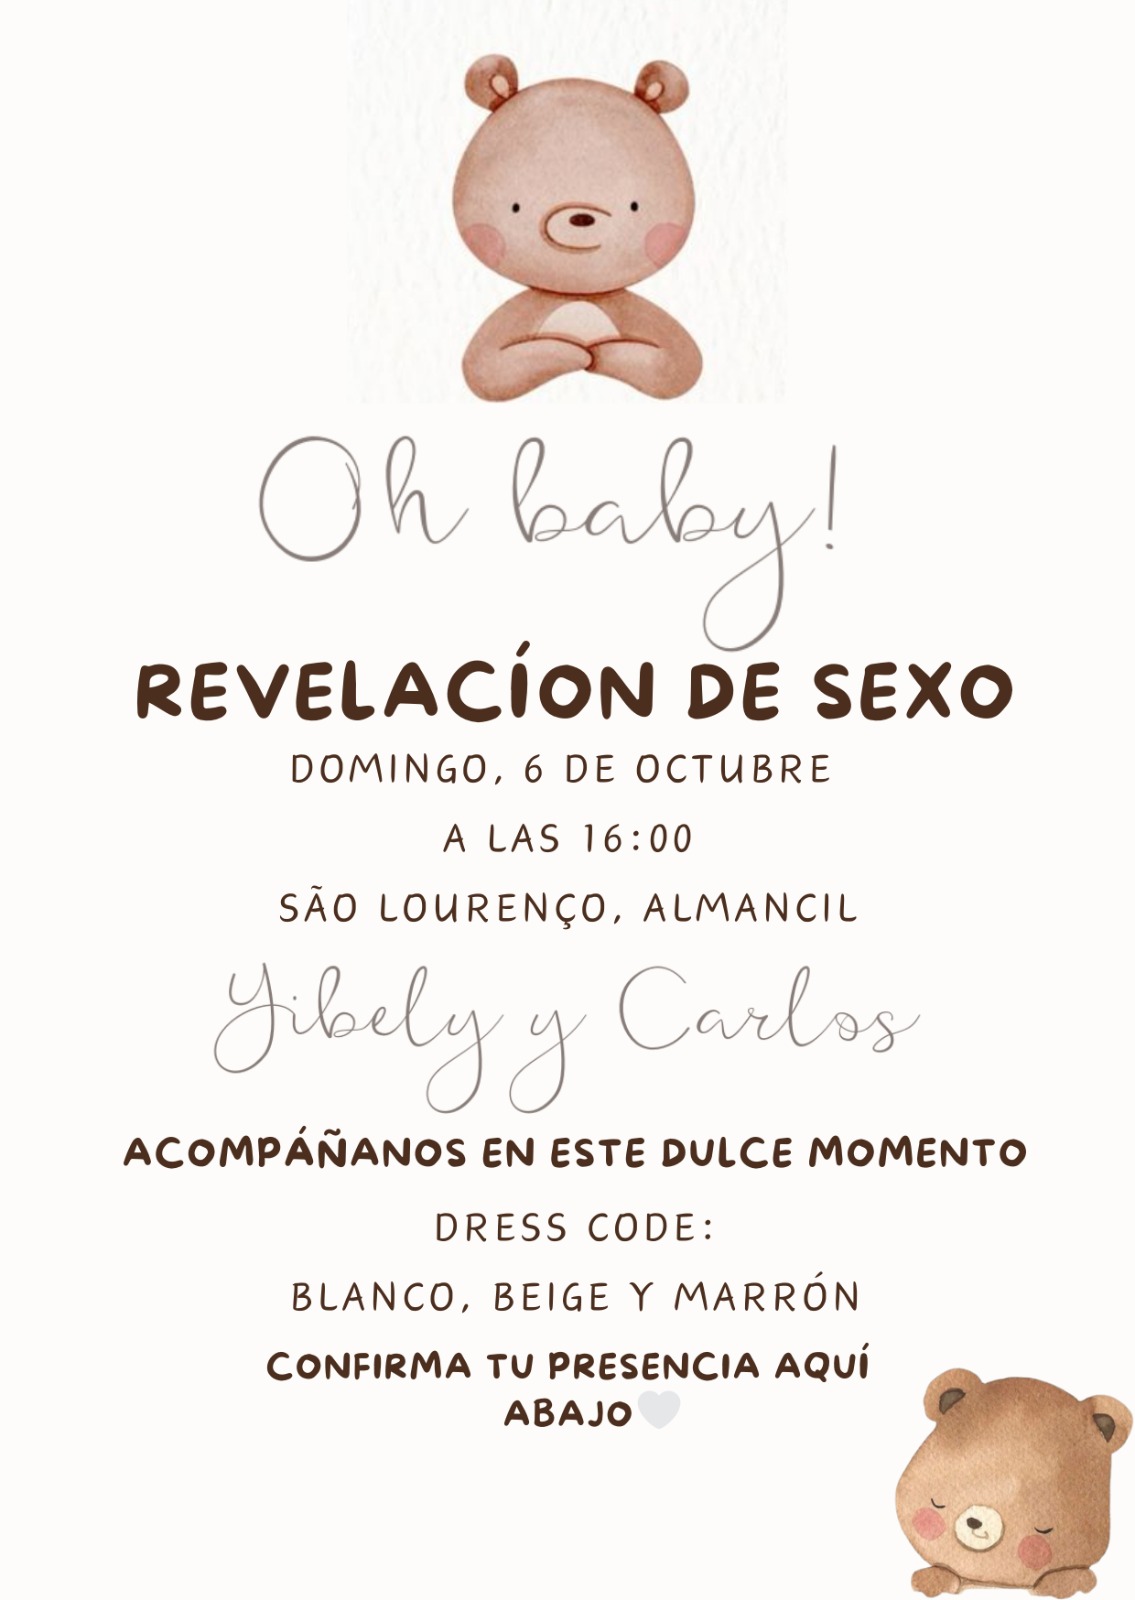 Oh baby!
REVELACÍON DE SEXO
DOMINGO, 6 DE OCTUBRE
A LAS 16:00
SÃO LOURENÇO, ALMANCIL
Yibely y Carlos
ACOMPÁÑANOS EN ESTE DULCE MOMENTO
DRESS CODE:
BLANCO, BEIGE Y MARRÓN
CONFIRMA TU PRESENCIA AQUÍ
ABAJO🤍